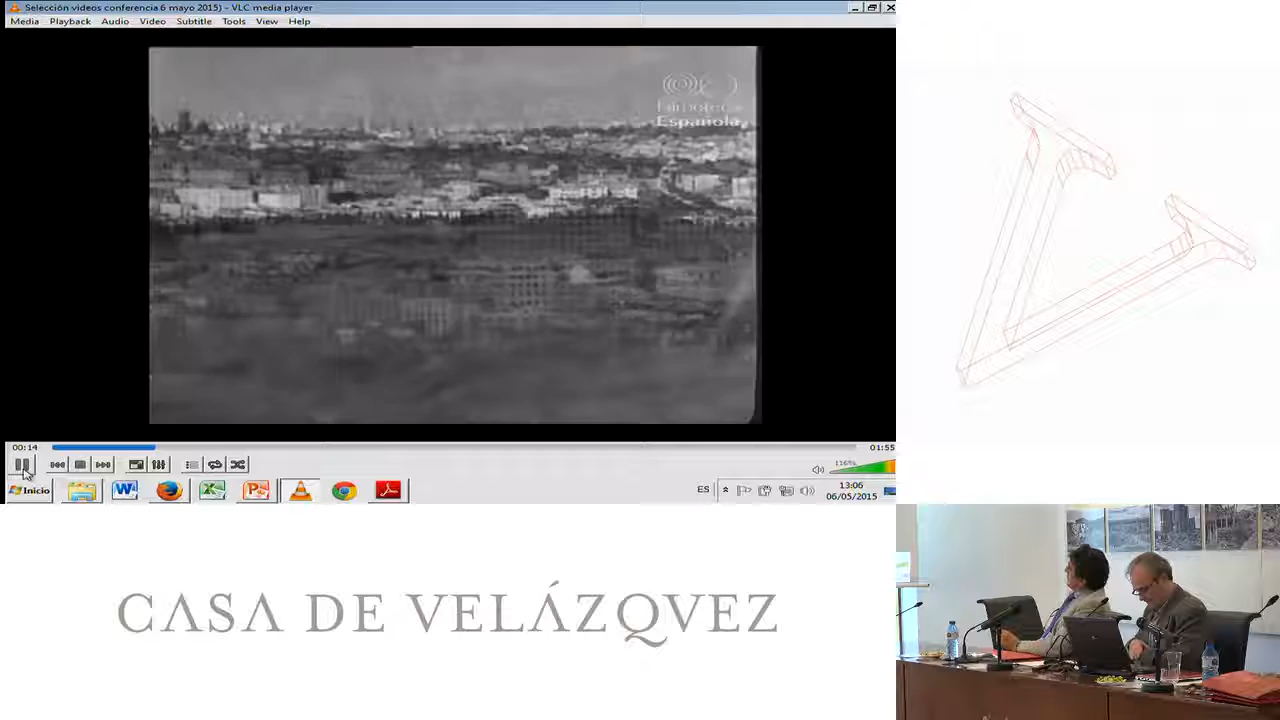 Selección videos conferencia 6 mayo 2015) - VLC media player
Media Playback Audio Video Subtitle Tools View Help
Filmoteca
Española
00:14
01:55
116%
Inicio
ES
13:06
06/05/2015
CASA DE VELÁZQVEZ